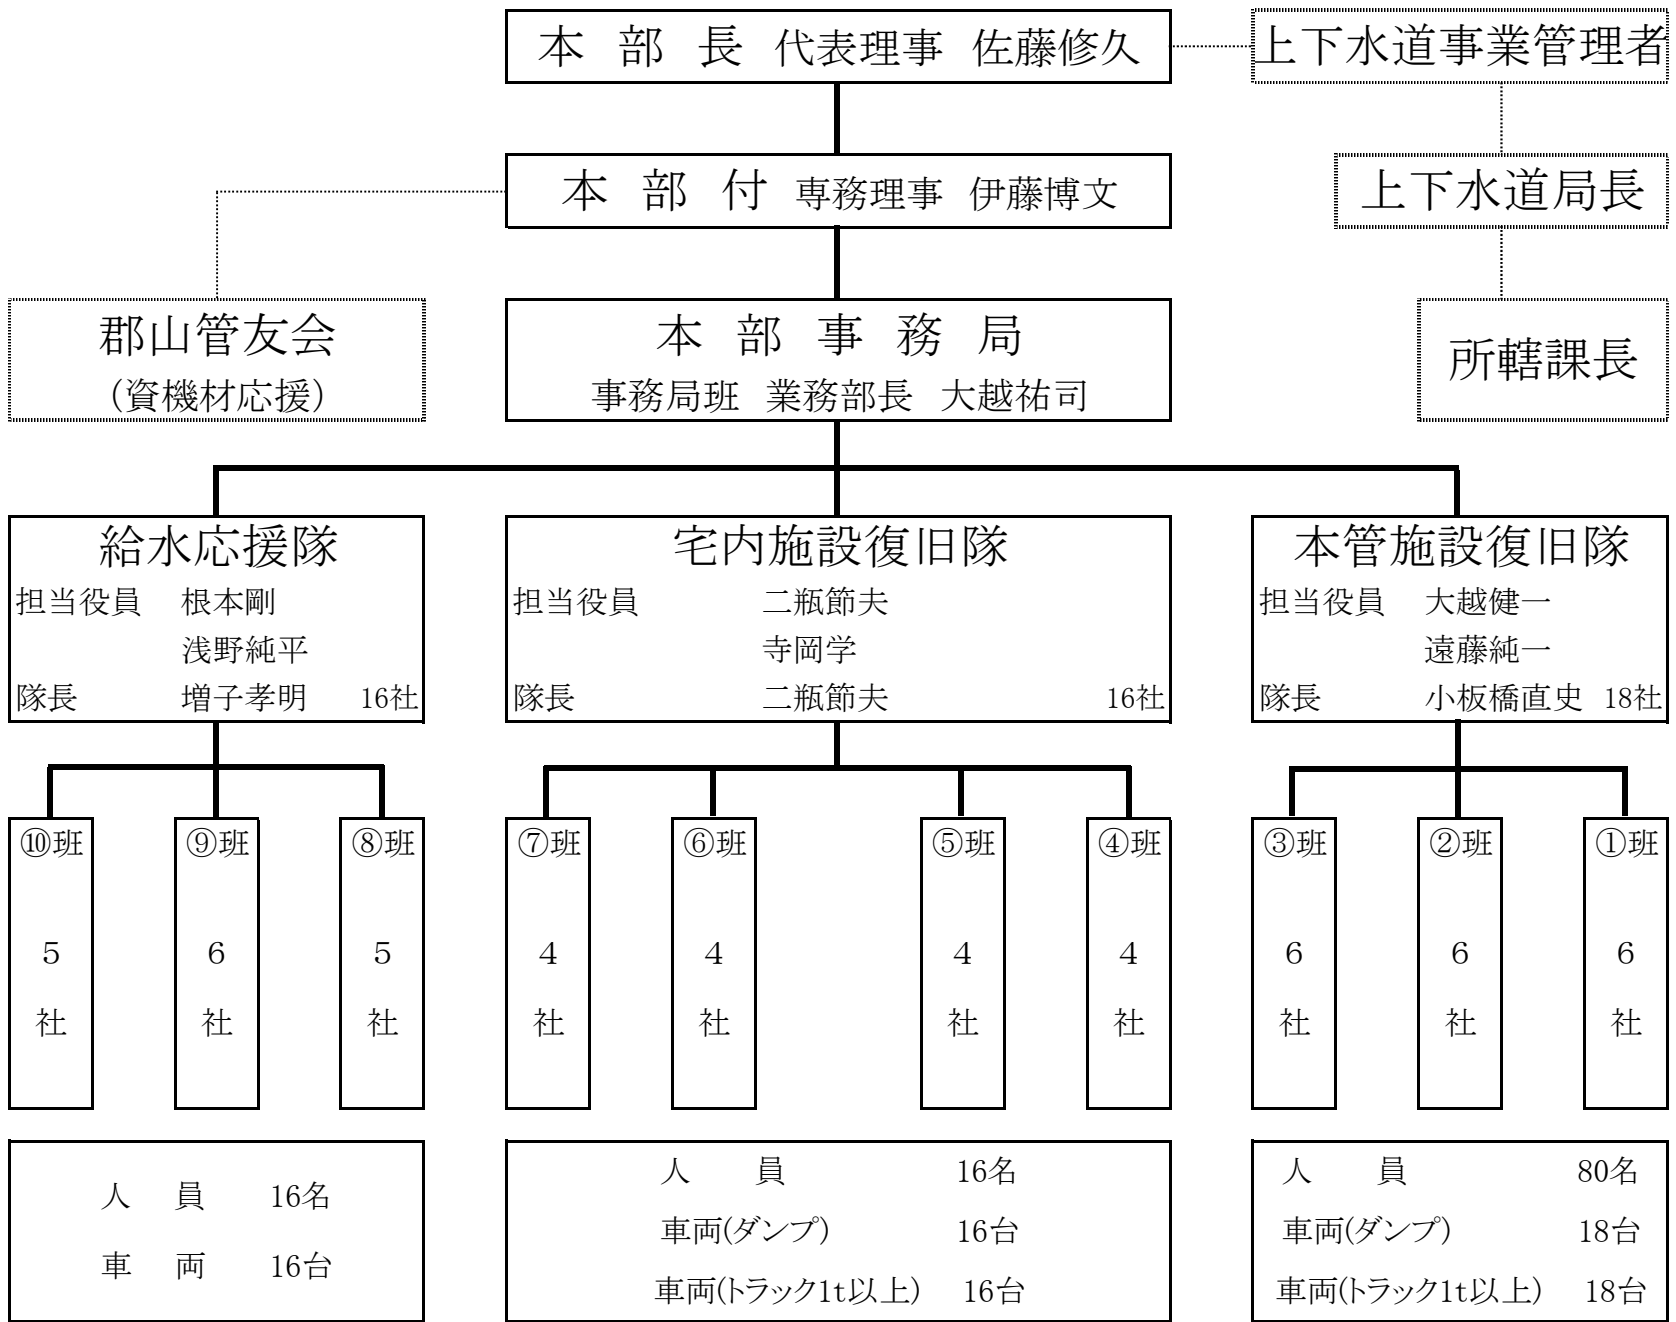 本部長 代表理事 佐藤修久
上下水道事業管理者
本部付 専務理事 伊藤博文
上下水道局長
郡山管友会
(資機材応援)
本部事務局
事務局班 業務部長 大越祐司
所轄課長
給水応援隊
担当役員 根本剛
浅野純平
隊長 増子孝明 16社
宅内施設復旧隊
担当役員 二瓶節夫
寺岡学
隊長 二瓶節夫 16社
本管施設復旧隊
担当役員 大越健一
遠藤純一
隊長 小板橋直史 18社
⑩班
5
社
⑨班
6
社
⑧班
5
社
⑦班
4
社
⑥班
4
社
⑤班
4
社
④班
4
社
③班
6
社
②班
6
社
①班
6
社
人員 16名
車両 16台
人員 16名
車両(ダンプ) 16台
車両(トラック1t以上) 16台
人員 80名
車両(ダンプ) 18台
車両(トラック1t以上) 18台